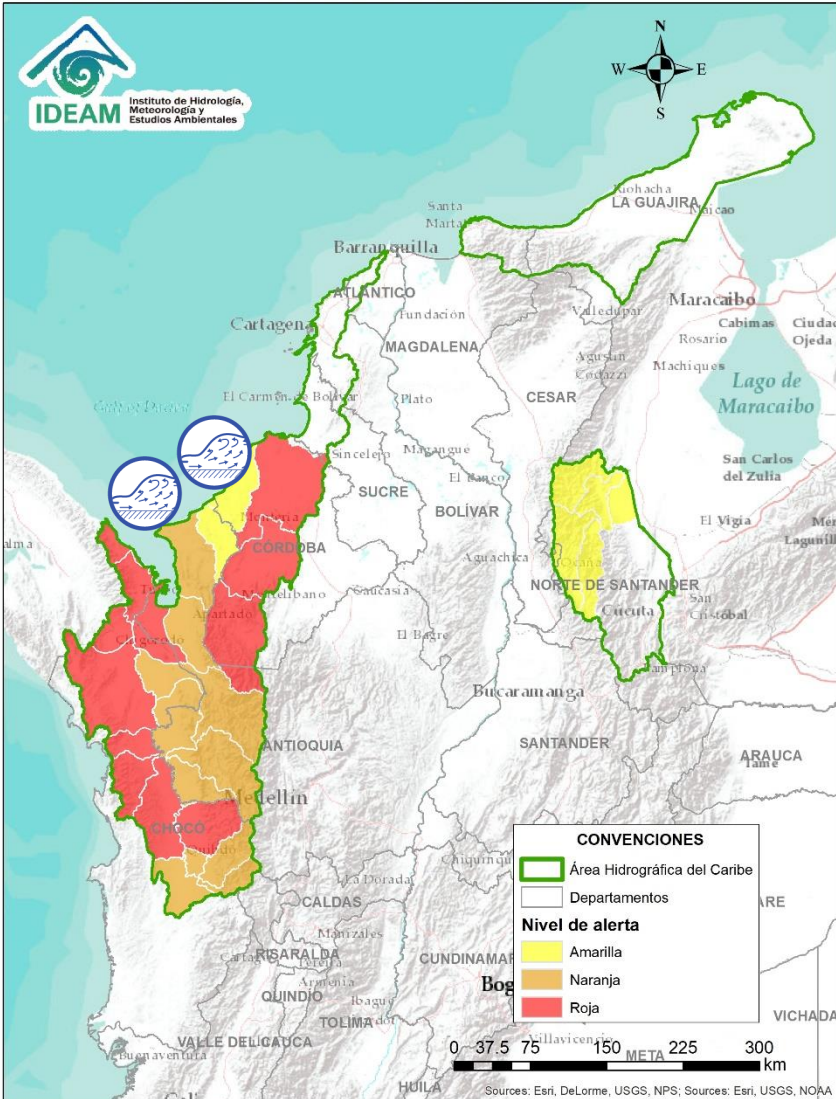 IDEAM
Instituto de Hidrología,
Meteorología y
Estudios Ambientales
N
W
E
S
Riohacha
LA GUAJIRA
Maicao
Santa
Marta
Barranquilla
ATLÁNTICO
Maracaibo
Fundación
Valledupar
Cabimas
Ciudad
Ojeda
Cartagena
MAGDALENA
Rosario
Agustín
Codazzi
Machiques
CESAR
Lago de
Maracaibo
El Carmen de Bolívar
Plato
Sincelejo
Magangue
San Carlos
del Zulia
El Banco
SUCRE
BOLÍVAR
Montería
El Vigía
CÓRDOBA
Aguachica
Ocaña
NORTE DE SANTANDER
San
Cristóbal
Cucuta
Caucasia
Apartadó
Chigorodó
El Bagre
Pamplona
Bucaramanga
ANTIOQUIA
SANTANDER
ARAUCA
Tame
Medellín
CHOCÓ
Quibdó
La Dorada
CALDAS
Manizales
RISARALDA
Pereira
Armenia
QUINDÍO
Ibague
TOLIMA
VALLE DEL CAUCA
Buenaventura
HUILA
Villavicencio
META
VICHADA
CONVENCIONES
Área Hidrográfica del Caribe
Departamentos
Nivel de alerta
Amarilla
Naranja
Roja
0 37.5 75 150 225 300
km
Sources: Esri, DeLorme, USGS, NPS; Sources: Esri, USGS, NOAA